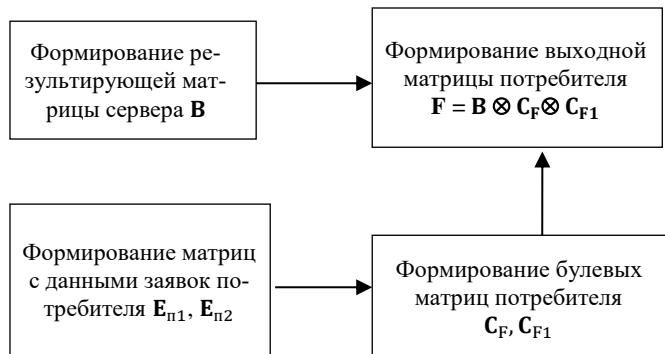 Формирование ре-
зультирующей мат-
рицы сервера B
Формирование выходной
матрицы потребителя
F = B ⊗ C_F ⊗ C_F1
Формирование матриц
с данными заявок по-
требителя E_п1, E_п2
Формирование булевых
матриц потребителя
C_F, C_F1